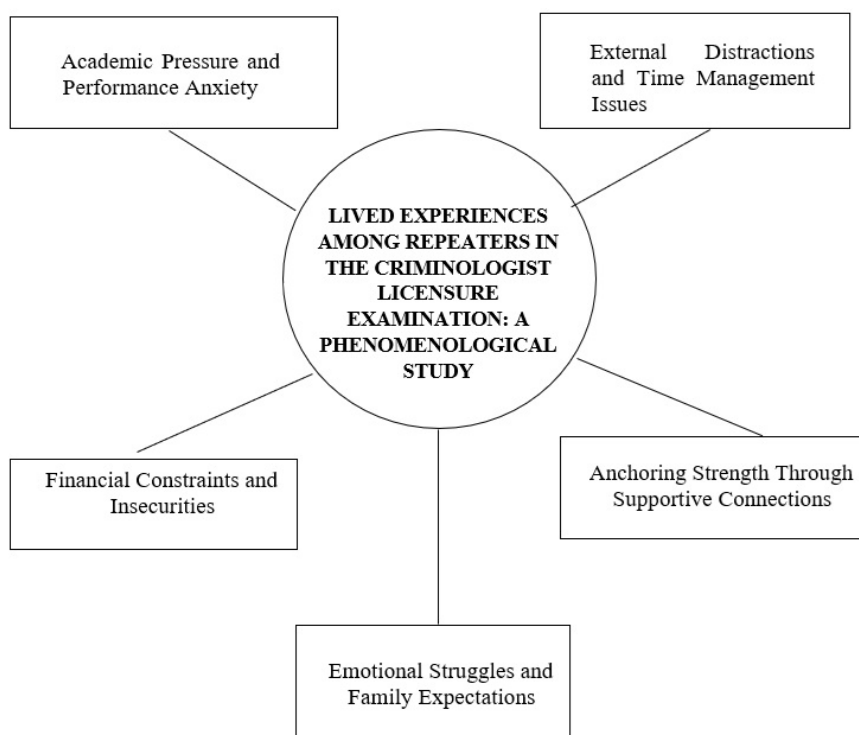 Academic Pressure and
Performance Anxiety
External Distractions
and Time Management
Issues
LIVED EXPERIENCES
AMONG REPEATERS IN
THE CRIMINOLOGIST
LICENSURE
EXAMINATION: A
PHENOMENOLOGICAL
STUDY
Financial Constraints and
Insecurities
Anchoring Strength Through
Supportive Connections
Emotional Struggles and
Family Expectations